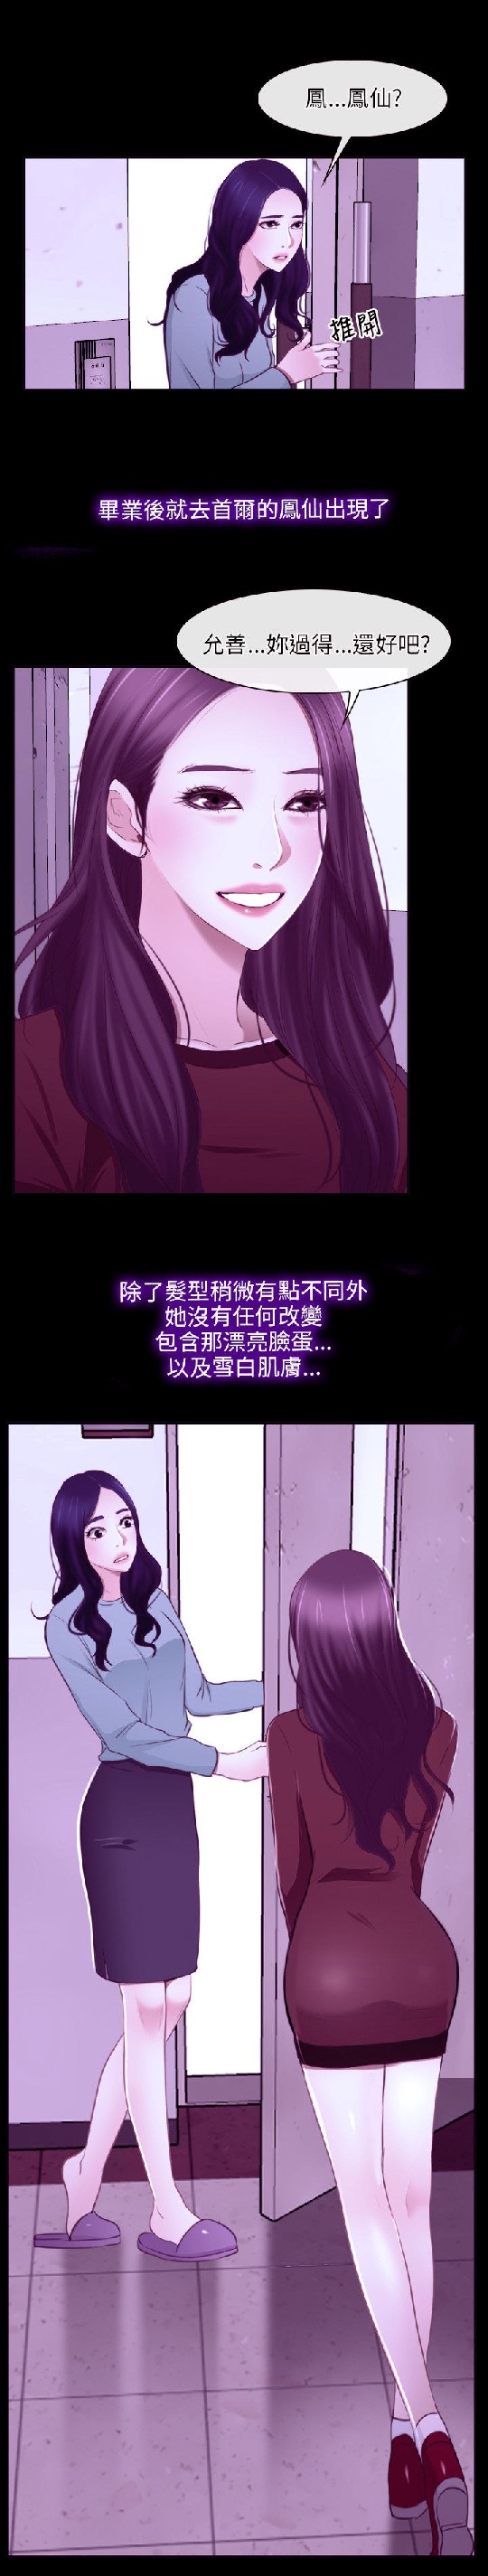 鳳...鳳仙?
推開
畢業後就去首爾的鳳仙出現了
允善...妳過得...還好吧?
除了髮型稍微有點不同外
她沒有任何改變
包含那漂亮臉蛋...
以及雪白肌膚...